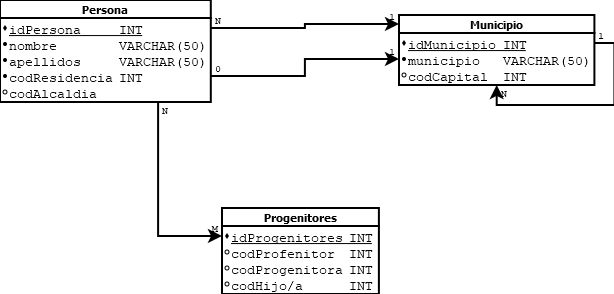 Persona
idPersona INT
nombre VARCHAR(50)
apellidos VARCHAR(50)
codResidencia INT
codAlcaldia
N
1
0
1
Municipio
idMunicipio INT
municipio VARCHAR(50)
codCapital INT
1
N
N
M
Progenitores
idProgenitores INT
codProfenitor INT
codProgenitora INT
codHijo/a INT